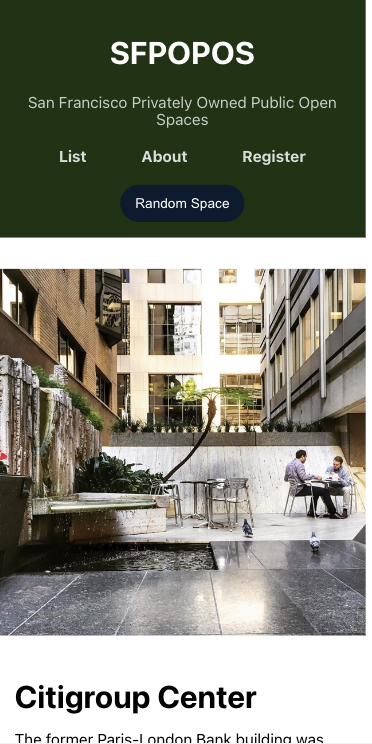 SFPOPOS
San Francisco Privately Owned Public Open
Spaces
List About Register
Random Space
Citigroup Center
The former Paris-London Bank building was